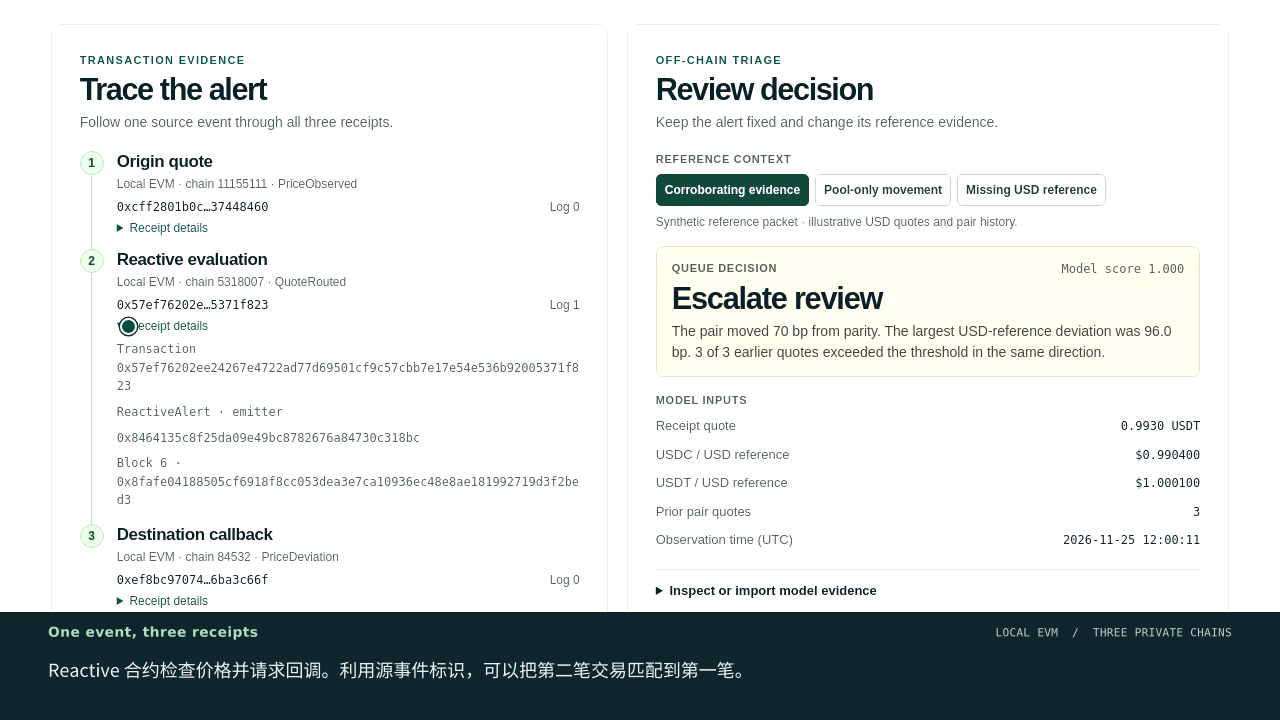 TRANSACTION EVIDENCE
Trace the alert
Follow one source event through all three receipts.
1
Origin quote
Local EVM · chain 11155111 · PriceObserved
0xcff2801b0c…37448460
Log 0
Receipt details
2
Reactive evaluation
Local EVM · chain 5318007 · QuoteRouted
0x57ef76202e…5371f823
Log 1
eceipt details
Transaction
0x57ef76202ee24267e4722ad77d69501cf9c57cbb7e17e54e536b92005371f8
23
ReactiveAlert · emitter
0x8464135c8f25da09e49bc8782676a84730c318bc
Block 6 ·
0x8fafe04188505cf6918f8cc053dea3e7ca10936ec48e8ae181992719d3f2be
d3
3
Destination callback
Local EVM · chain 84532 · PriceDeviation
0xef8bc97074…6ba3c66f
Log 0
Receipt details
OFF-CHAIN TRIAGE
Review decision
Keep the alert fixed and change its reference evidence.
REFERENCE CONTEXT
Corroborating evidence
Pool-only movement
Missing USD reference
Synthetic reference packet · illustrative USD quotes and pair history.
QUEUE DECISION
Model score 1.000
Escalate review
The pair moved 70 bp from parity. The largest USD-reference deviation was 96.0
bp. 3 of 3 earlier quotes exceeded the threshold in the same direction.
MODEL INPUTS
Receipt quote
0.9930 USDT
USDC / USD reference
$0.990400
USDT / USD reference
$1.000100
Prior pair quotes
3
Observation time (UTC)
2026-11-25 12:00:11
Inspect or import model evidence
One event, three receipts
LOCAL EVM / THREE PRIVATE CHAINS
Reactive 合约检查价格并请求回调。利用源事件标识，可以把第二笔交易匹配到第一笔。